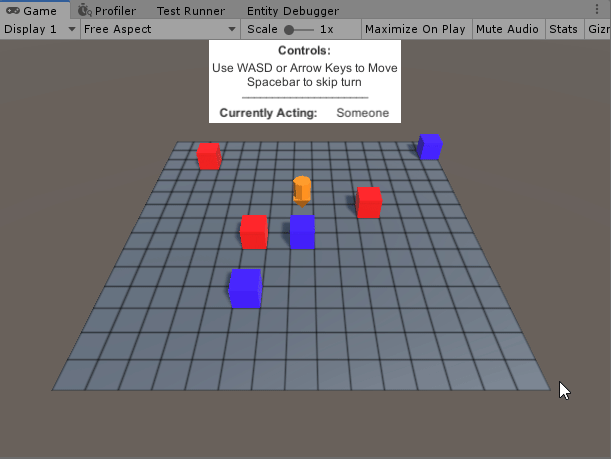 Game Profiler Test Runner Entity Debugger
Display 1 Free Aspect Scale 1x Maximize On Play Mute Audio Stats Gizr
Controls:
Use WASD or Arrow Keys to Move
Spacebar to skip turn
Currently Acting: Someone